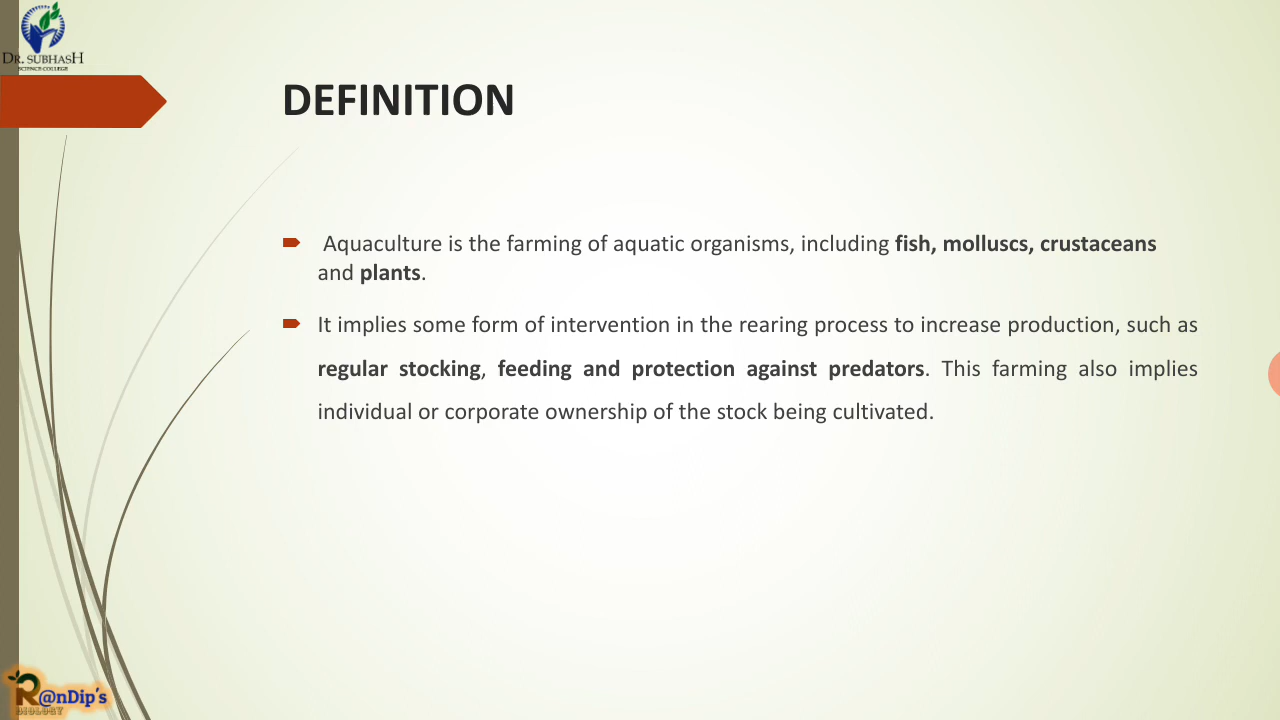 DR. SUBHASH
SCIENCE COLLEGE
DEFINITION
Aquaculture is the farming of aquatic organisms, including fish, molluscs, crustaceans
and plants.
It implies some form of intervention in the rearing process to increase production, such as
regular stocking, feeding and protection against predators. This farming also implies
individual or corporate ownership of the stock being cultivated.
R@nDip's
BIOLOGY